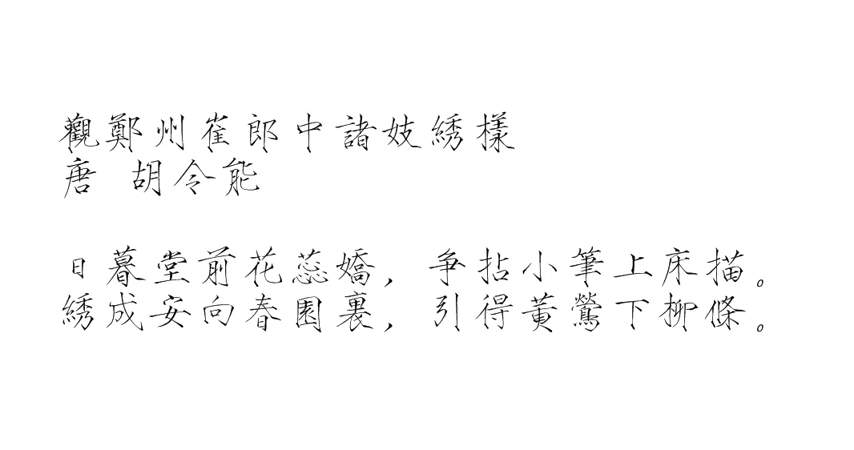 觀鄭州崔郎中諸妓綉樣
唐 胡令能
日暮堂前花蕊嬌，争拈小筆上床描。
綉成安向春園裏，引得黃鶯下柳條。